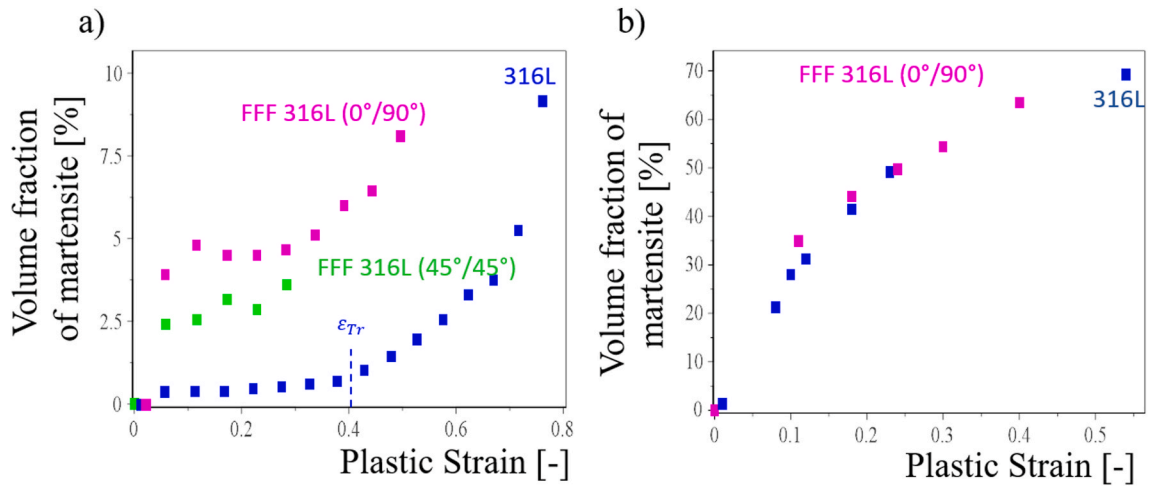 a)
Volume fraction
of martensite [%]
10
7.5
5
2.5
0
316L
FFF 316L (0°/90°)
FFF 316L (45°/45°)
εTr
0
0.2
0.4
0.6
0.8
Plastic Strain [-]
b)
Volume fraction of
martensite [%]
70
60
50
40
30
20
10
0
FFF 316L (0°/90°)
316L
0
0.1
0.2
0.3
0.4
0.5
Plastic Strain [-]